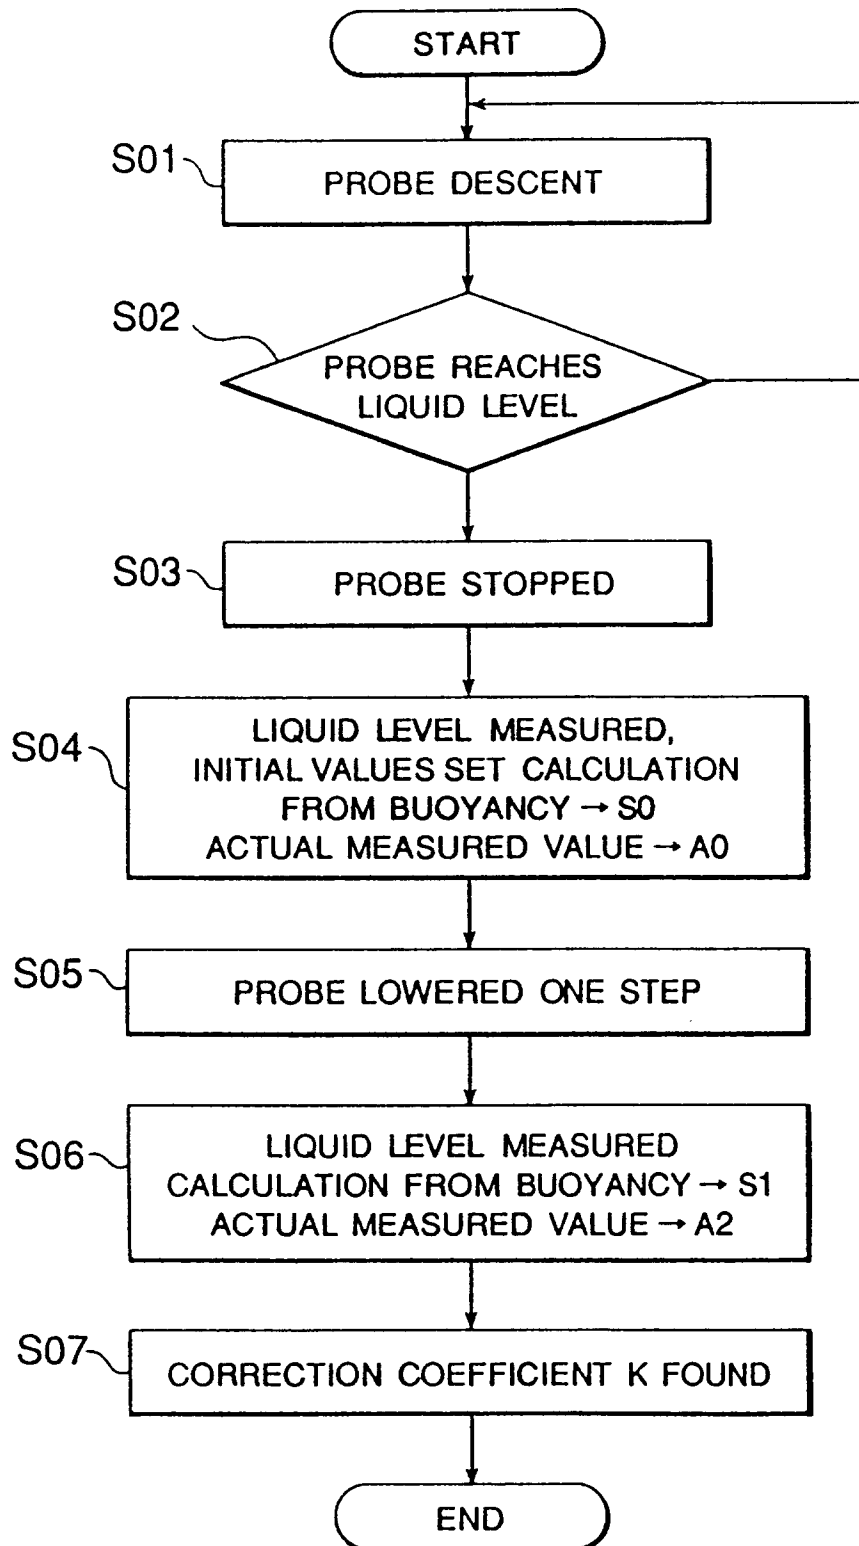 START
S01
PROBE DESCENT
S02
PROBE REACHES
LIQUID LEVEL
S03
PROBE STOPPED
S04
LIQUID LEVEL MEASURED,
INITIAL VALUES SET CALCULATION
FROM BUOYANCY → S0
ACTUAL MEASURED VALUE → A0
S05
PROBE LOWERED ONE STEP
S06
LIQUID LEVEL MEASURED
CALCULATION FROM BUOYANCY → S1
ACTUAL MEASURED VALUE → A2
S07
CORRECTION COEFFICIENT K FOUND
END